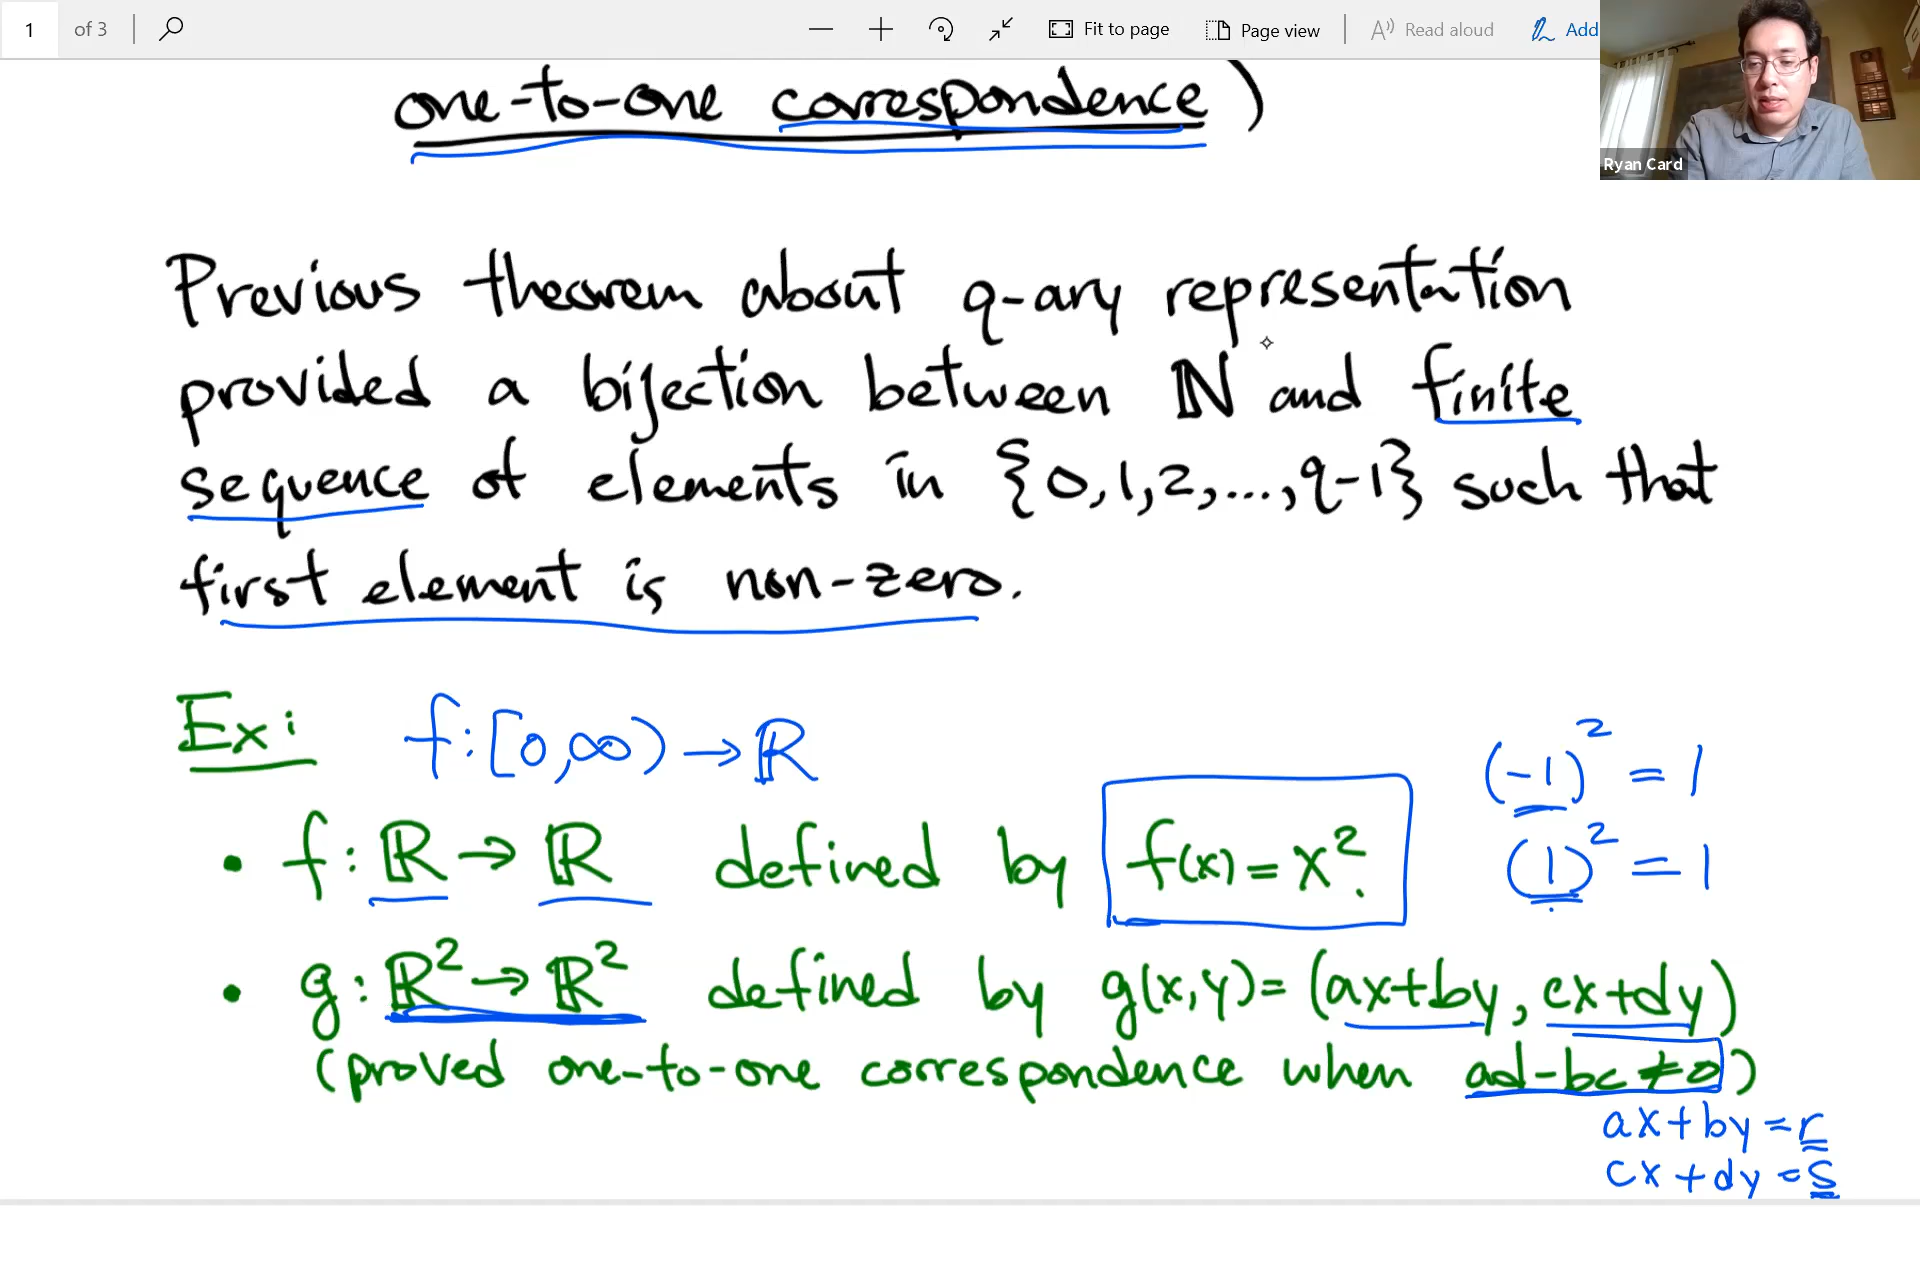 1 of 3 Fit to page Page view Read aloud Add
Ryan Card
one-to-one correspondence)
Previous theorem about q-ary representation
provided a bijection between ℕ and finite
sequence of elements in {0,1,2,...,q-1} such that
first element is non-zero.
Ex: f:[0,∞)→ℝ
(-1)² = 1
• f:ℝ→ℝ defined by f(x)=x².
(1)² = 1
• g:ℝ²→ℝ² defined by g(x,y)=(ax+by, cx+dy)
(proved one-to-one correspondence when ad-bc≠0)
ax+by=r
cx+dy=s